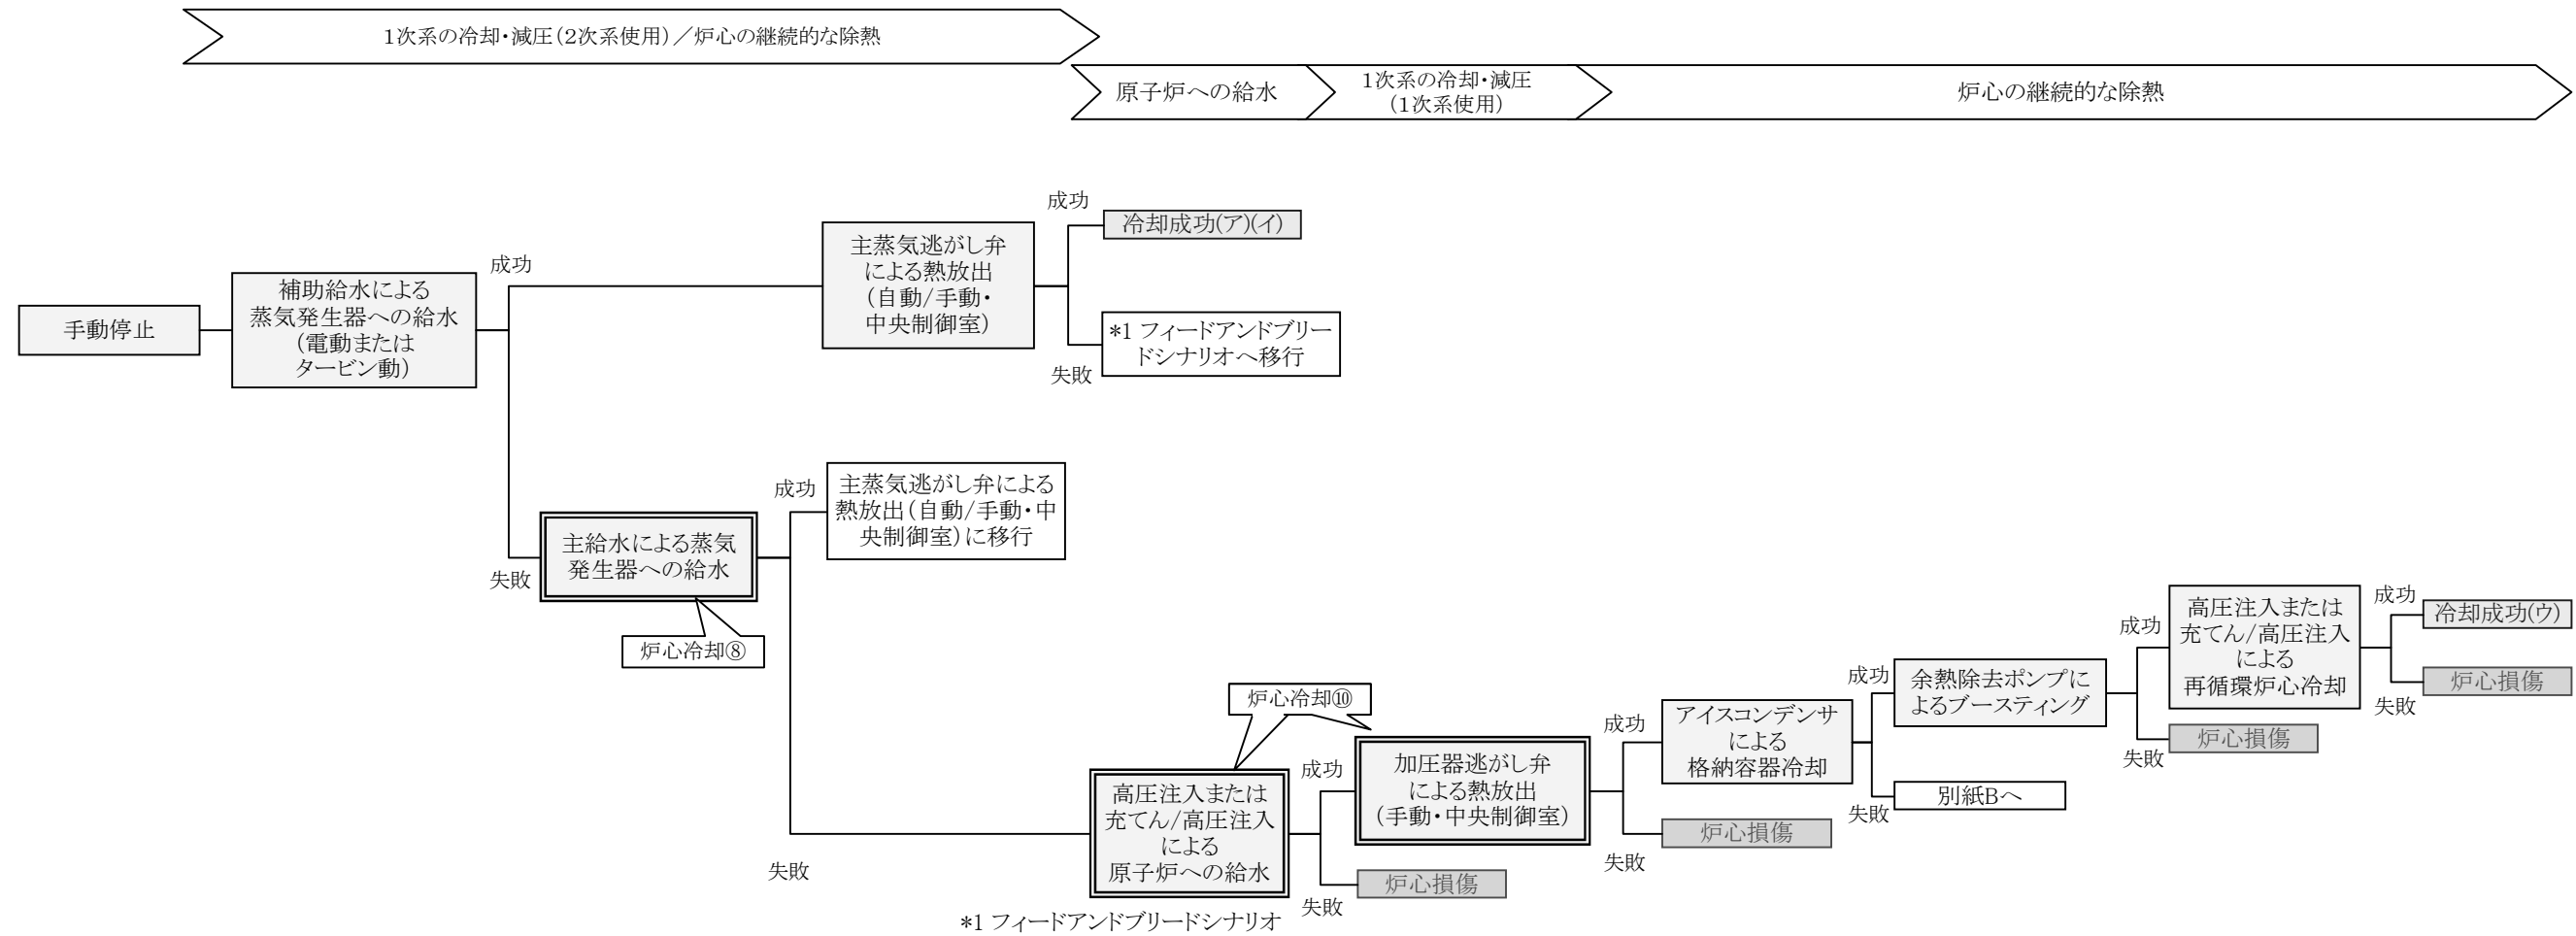 1次系の冷却・減圧(2次系使用)／炉心の継続的な除熱
原子炉への給水
1次系の冷却・減圧
(1次系使用)
炉心の継続的な除熱
手動停止
補助給水による
蒸気発生器への給水
(電動または
タービン動)
成功
失敗
主蒸気逃がし弁
による熱放出
(自動/手動・
中央制御室)
成功
冷却成功(ア)(イ)
失敗
*1 フィードアンドブリー
ドシナリオへ移行
主給水による蒸気
発生器への給水
炉心冷却⑧
成功
主蒸気逃がし弁による
熱放出(自動/手動・中
央制御室)に移行
失敗
高圧注入または
充てん/高圧注入
による
原子炉への給水
*1 フィードアンドブリードシナリオ
炉心冷却⑩
成功
失敗
炉心損傷
加圧器逃がし弁
による熱放出
(手動・中央制御室)
成功
失敗
炉心損傷
アイスコンデンサ
による
格納容器冷却
成功
失敗
別紙Bへ
余熱除去ポンプに
よるブースティング
成功
失敗
炉心損傷
高圧注入または
充てん/高圧注入
による
再循環炉心冷却
成功
冷却成功(ウ)
失敗
炉心損傷